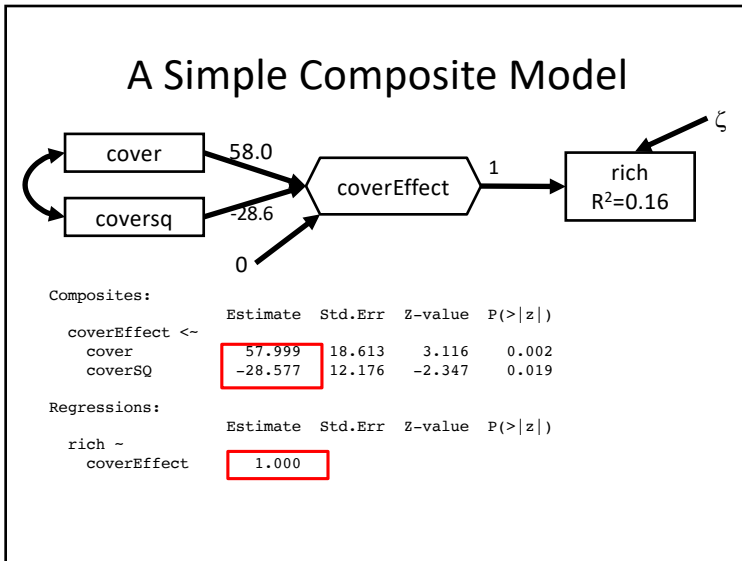 A Simple Composite Model
ζ
cover
58.0
coverEffect
1
rich
R²=0.16
coversq
-28.6
0
Composites:
Estimate Std.Err Z-value P(>|z|)
coverEffect <~
cover 57.999 18.613 3.116 0.002
coverSQ -28.577 12.176 -2.347 0.019
Regressions:
Estimate Std.Err Z-value P(>|z|)
rich ~
coverEffect 1.000